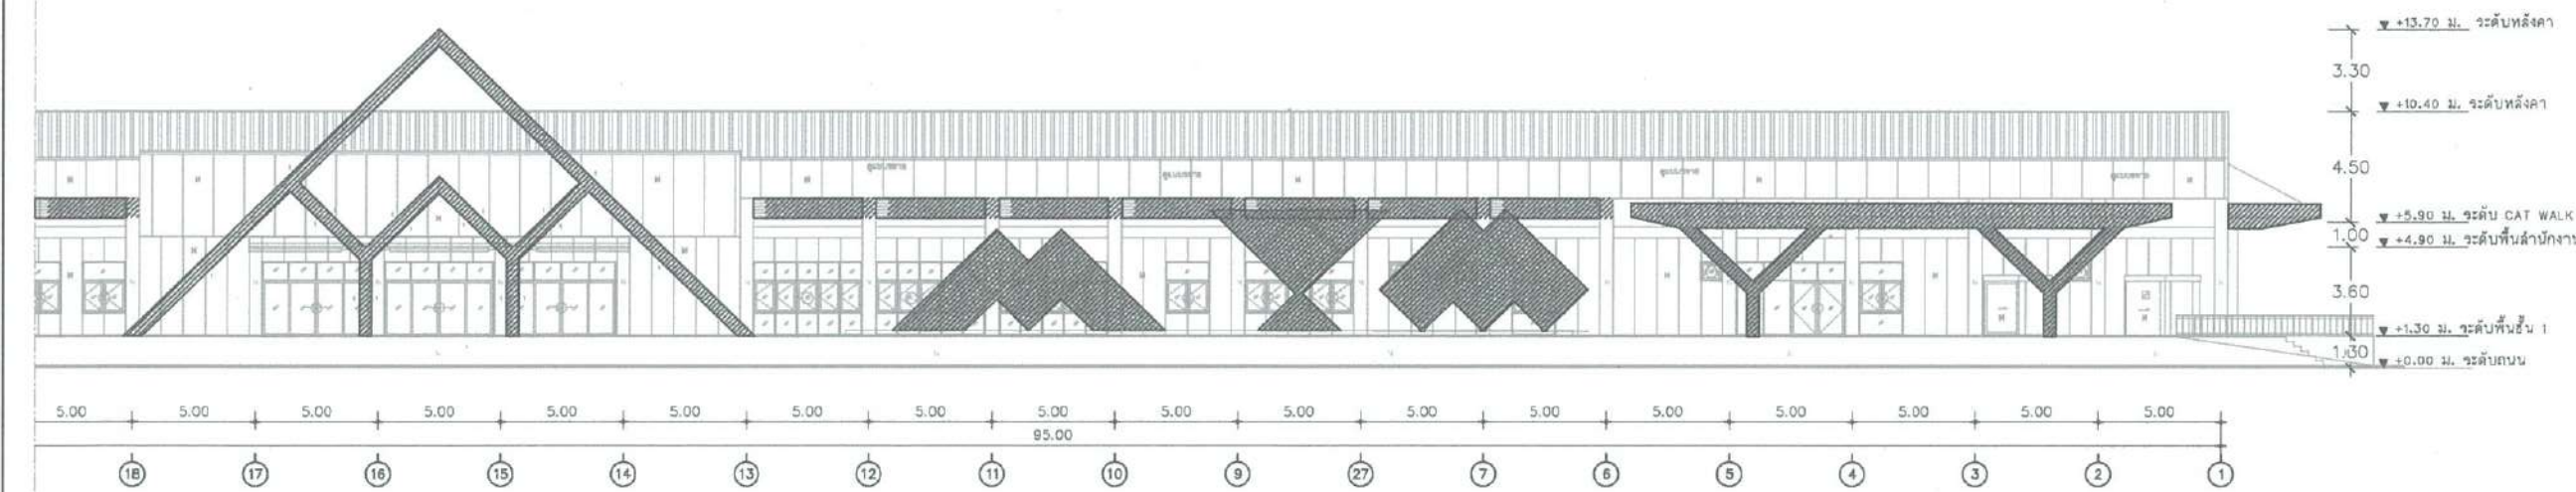 +13.70 ม. ระดับหลังคา
3.30
+10.40 ม. ระดับหลังคา
4.50
+5.90 ม. ระดับ CAT WALK
1.00
+4.90 ม. ระดับพื้นสำนักงาน
3.60
+1.30 ม. ระดับพื้นชั้น 1
1.30
+0.00 ม. ระดับถนน
5.00 5.00 5.00 5.00 5.00 5.00 5.00 5.00 5.00 5.00 5.00 5.00 5.00 5.00 5.00 5.00 5.00 5.00
95.00
18 17 16 15 14 13 12 11 10 9 27 7 6 5 4 3 2 1